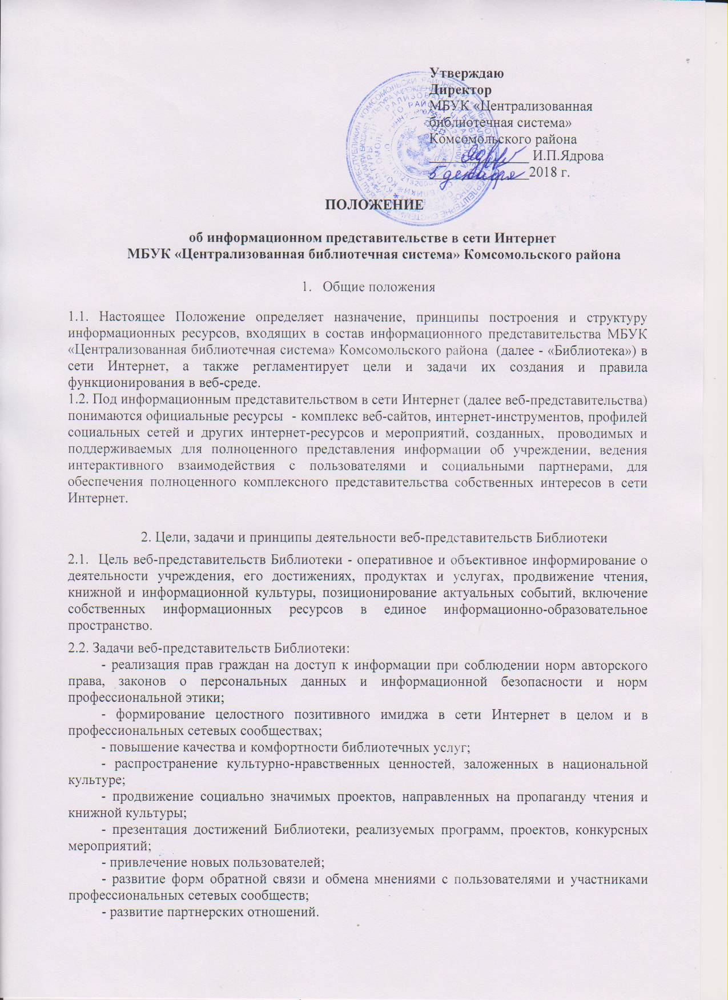 Утверждаю
Директор
МБУК «Централизованная
библиотечная система»
Комсомольского района
И.П.Ядрова
5 декабря 2018 г.
ПОЛОЖЕНИЕ
об информационном представительстве в сети Интернет
МБУК «Централизованная библиотечная система» Комсомольского района
1. Общие положения
1.1. Настоящее Положение определяет назначение, принципы построения и структуру
информационных ресурсов, входящих в состав информационного представительства МБУК
«Централизованная библиотечная система» Комсомольского района (далее - «Библиотека») в
сети Интернет, а также регламентирует цели и задачи их создания и правила
функционирования в веб-среде.
1.2. Под информационным представительством в сети Интернет (далее веб-представительства)
понимаются официальные ресурсы - комплекс веб-сайтов, интернет-инструментов, профилей
социальных сетей и других интернет-ресурсов и мероприятий, созданных, проводимых и
поддерживаемых для полноценного представления информации об учреждении, ведения
интерактивного взаимодействия с пользователями и социальными партнерами, для
обеспечения полноценного комплексного представительства собственных интересов в сети
Интернет.
2. Цели, задачи и принципы деятельности веб-представительств Библиотеки
2.1. Цель веб-представительств Библиотеки - оперативное и объективное информирование о
деятельности учреждения, его достижениях, продуктах и услугах, продвижение чтения,
книжной и информационной культуры, позиционирование актуальных событий, включение
собственных информационных ресурсов в единое информационно-образовательное
пространство.
2.2. Задачи веб-представительств Библиотеки:
- реализация прав граждан на доступ к информации при соблюдении норм авторского
права, законов о персональных данных и информационной безопасности и норм
профессиональной этики;
- формирование целостного позитивного имиджа в сети Интернет в целом и в
профессиональных сетевых сообществах;
- повышение качества и комфортности библиотечных услуг;
- распространение культурно-нравственных ценностей, заложенных в национальной
культуре;
- продвижение социально значимых проектов, направленных на пропаганду чтения и
книжной культуры;
- презентация достижений Библиотеки, реализуемых программ, проектов, конкурсных
мероприятий;
- привлечение новых пользователей;
- развитие форм обратной связи и обмена мнениями с пользователями и участниками
профессиональных сетевых сообществ;
- развитие партнерских отношений.